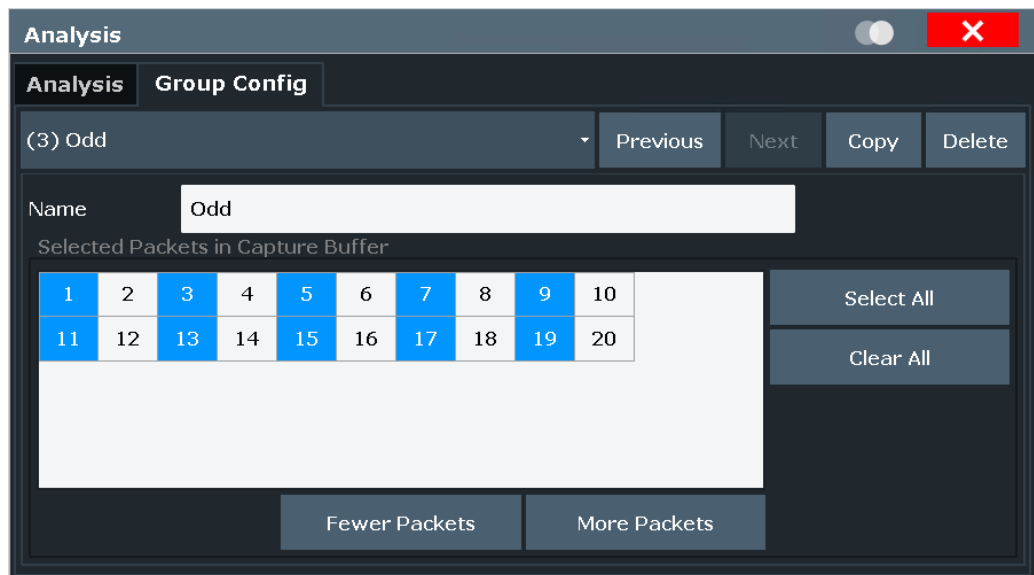 Analysis
Analysis Group Config
(3) Odd Previous Next Copy Delete
Name Odd
Selected Packets in Capture Buffer
1 2 3 4 5 6 7 8 9 10 Select All
11 12 13 14 15 16 17 18 19 20
Clear All
Fewer Packets More Packets